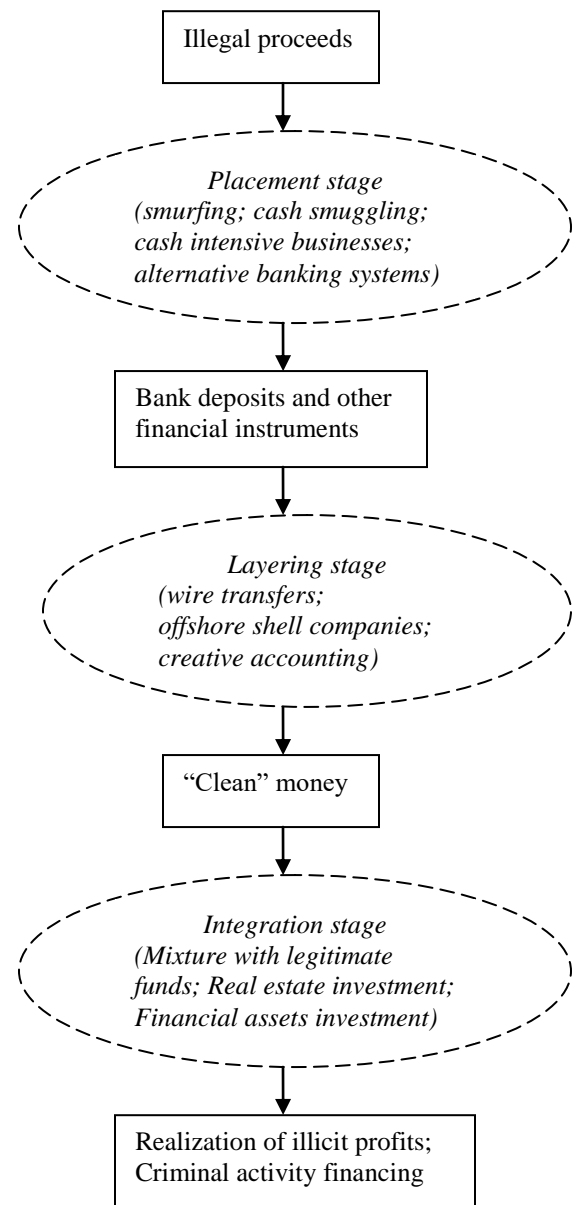 Illegal proceeds
Placement stage
(smurfing; cash smuggling;
cash intensive businesses;
alternative banking systems)
Bank deposits and other
financial instruments
Layering stage
(wire transfers;
offshore shell companies;
creative accounting)
“Clean” money
Integration stage
(Mixture with legitimate
funds; Real estate investment;
Financial assets investment)
Realization of illicit profits;
Criminal activity financing